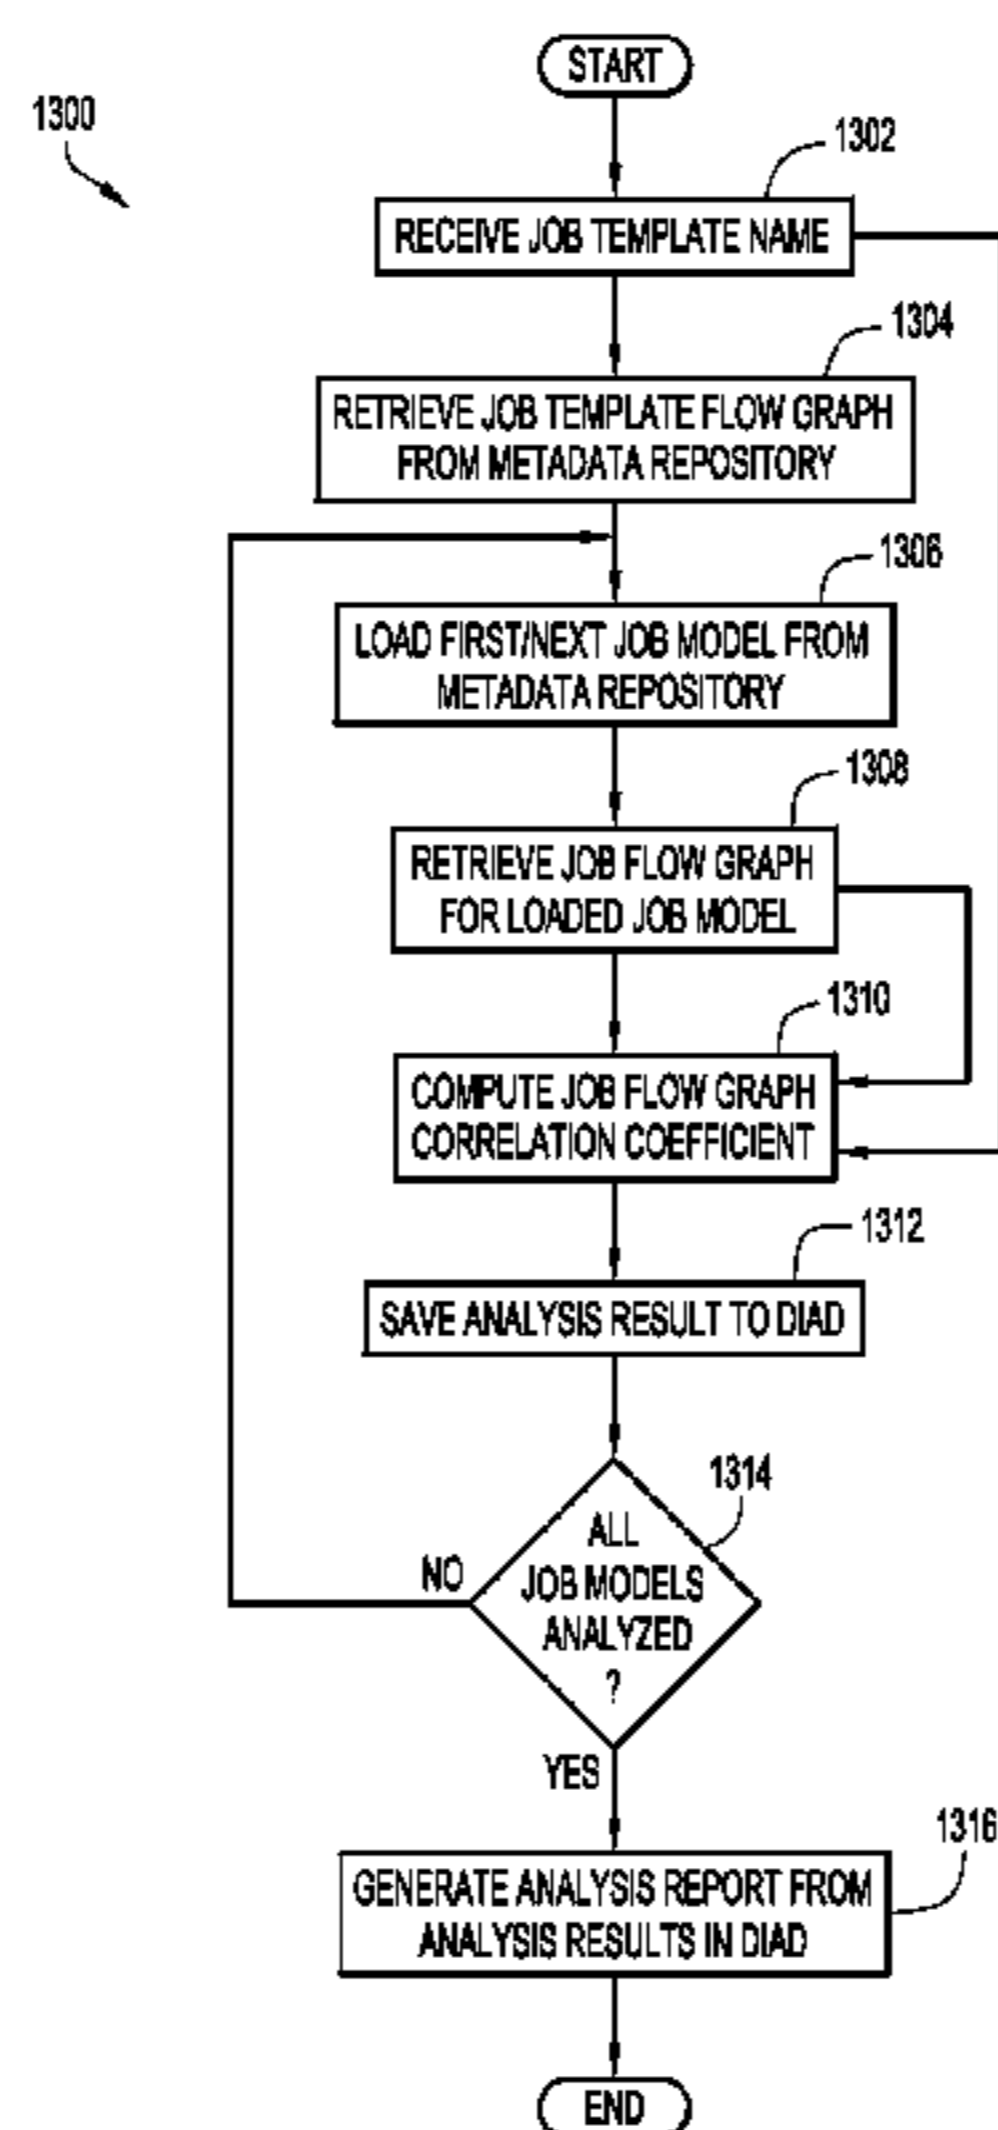 START
1300
1302
RECEIVE JOB TEMPLATE NAME
1304
RETRIEVE JOB TEMPLATE FLOW GRAPH
FROM METADATA REPOSITORY
1306
LOAD FIRST/NEXT JOB MODEL FROM
METADATA REPOSITORY
1308
RETRIEVE JOB FLOW GRAPH
FOR LOADED JOB MODEL
1310
COMPUTE JOB FLOW GRAPH
CORRELATION COEFFICIENT
1312
SAVE ANALYSIS RESULT TO DIAD
1314
ALL
JOB MODELS
ANALYZED
?
NO
YES
1316
GENERATE ANALYSIS REPORT FROM
ANALYSIS RESULTS IN DIAD
END